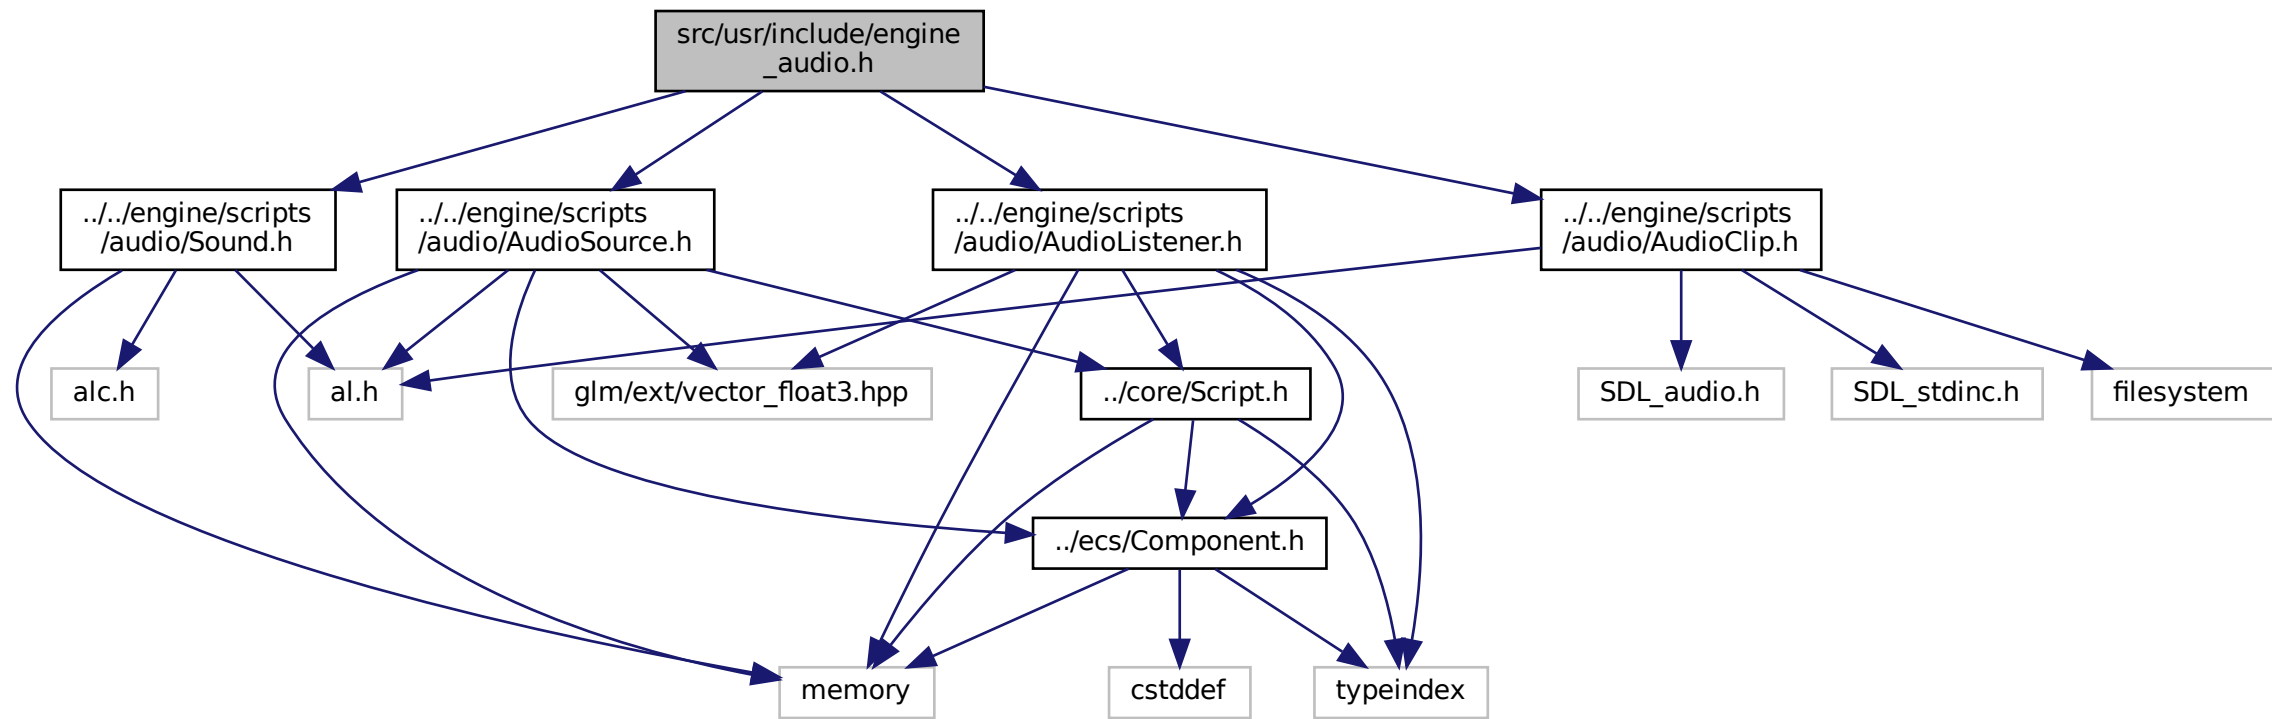 src/usr/include/engine
_audio.h
../../engine/scripts
/audio/Sound.h
../../engine/scripts
/audio/AudioSource.h
../../engine/scripts
/audio/AudioListener.h
../../engine/scripts
/audio/AudioClip.h
alc.h
al.h
glm/ext/vector_float3.hpp
../core/Script.h
SDL_audio.h
SDL_stdinc.h
filesystem
../ecs/Component.h
memory
cstddef
typeindex